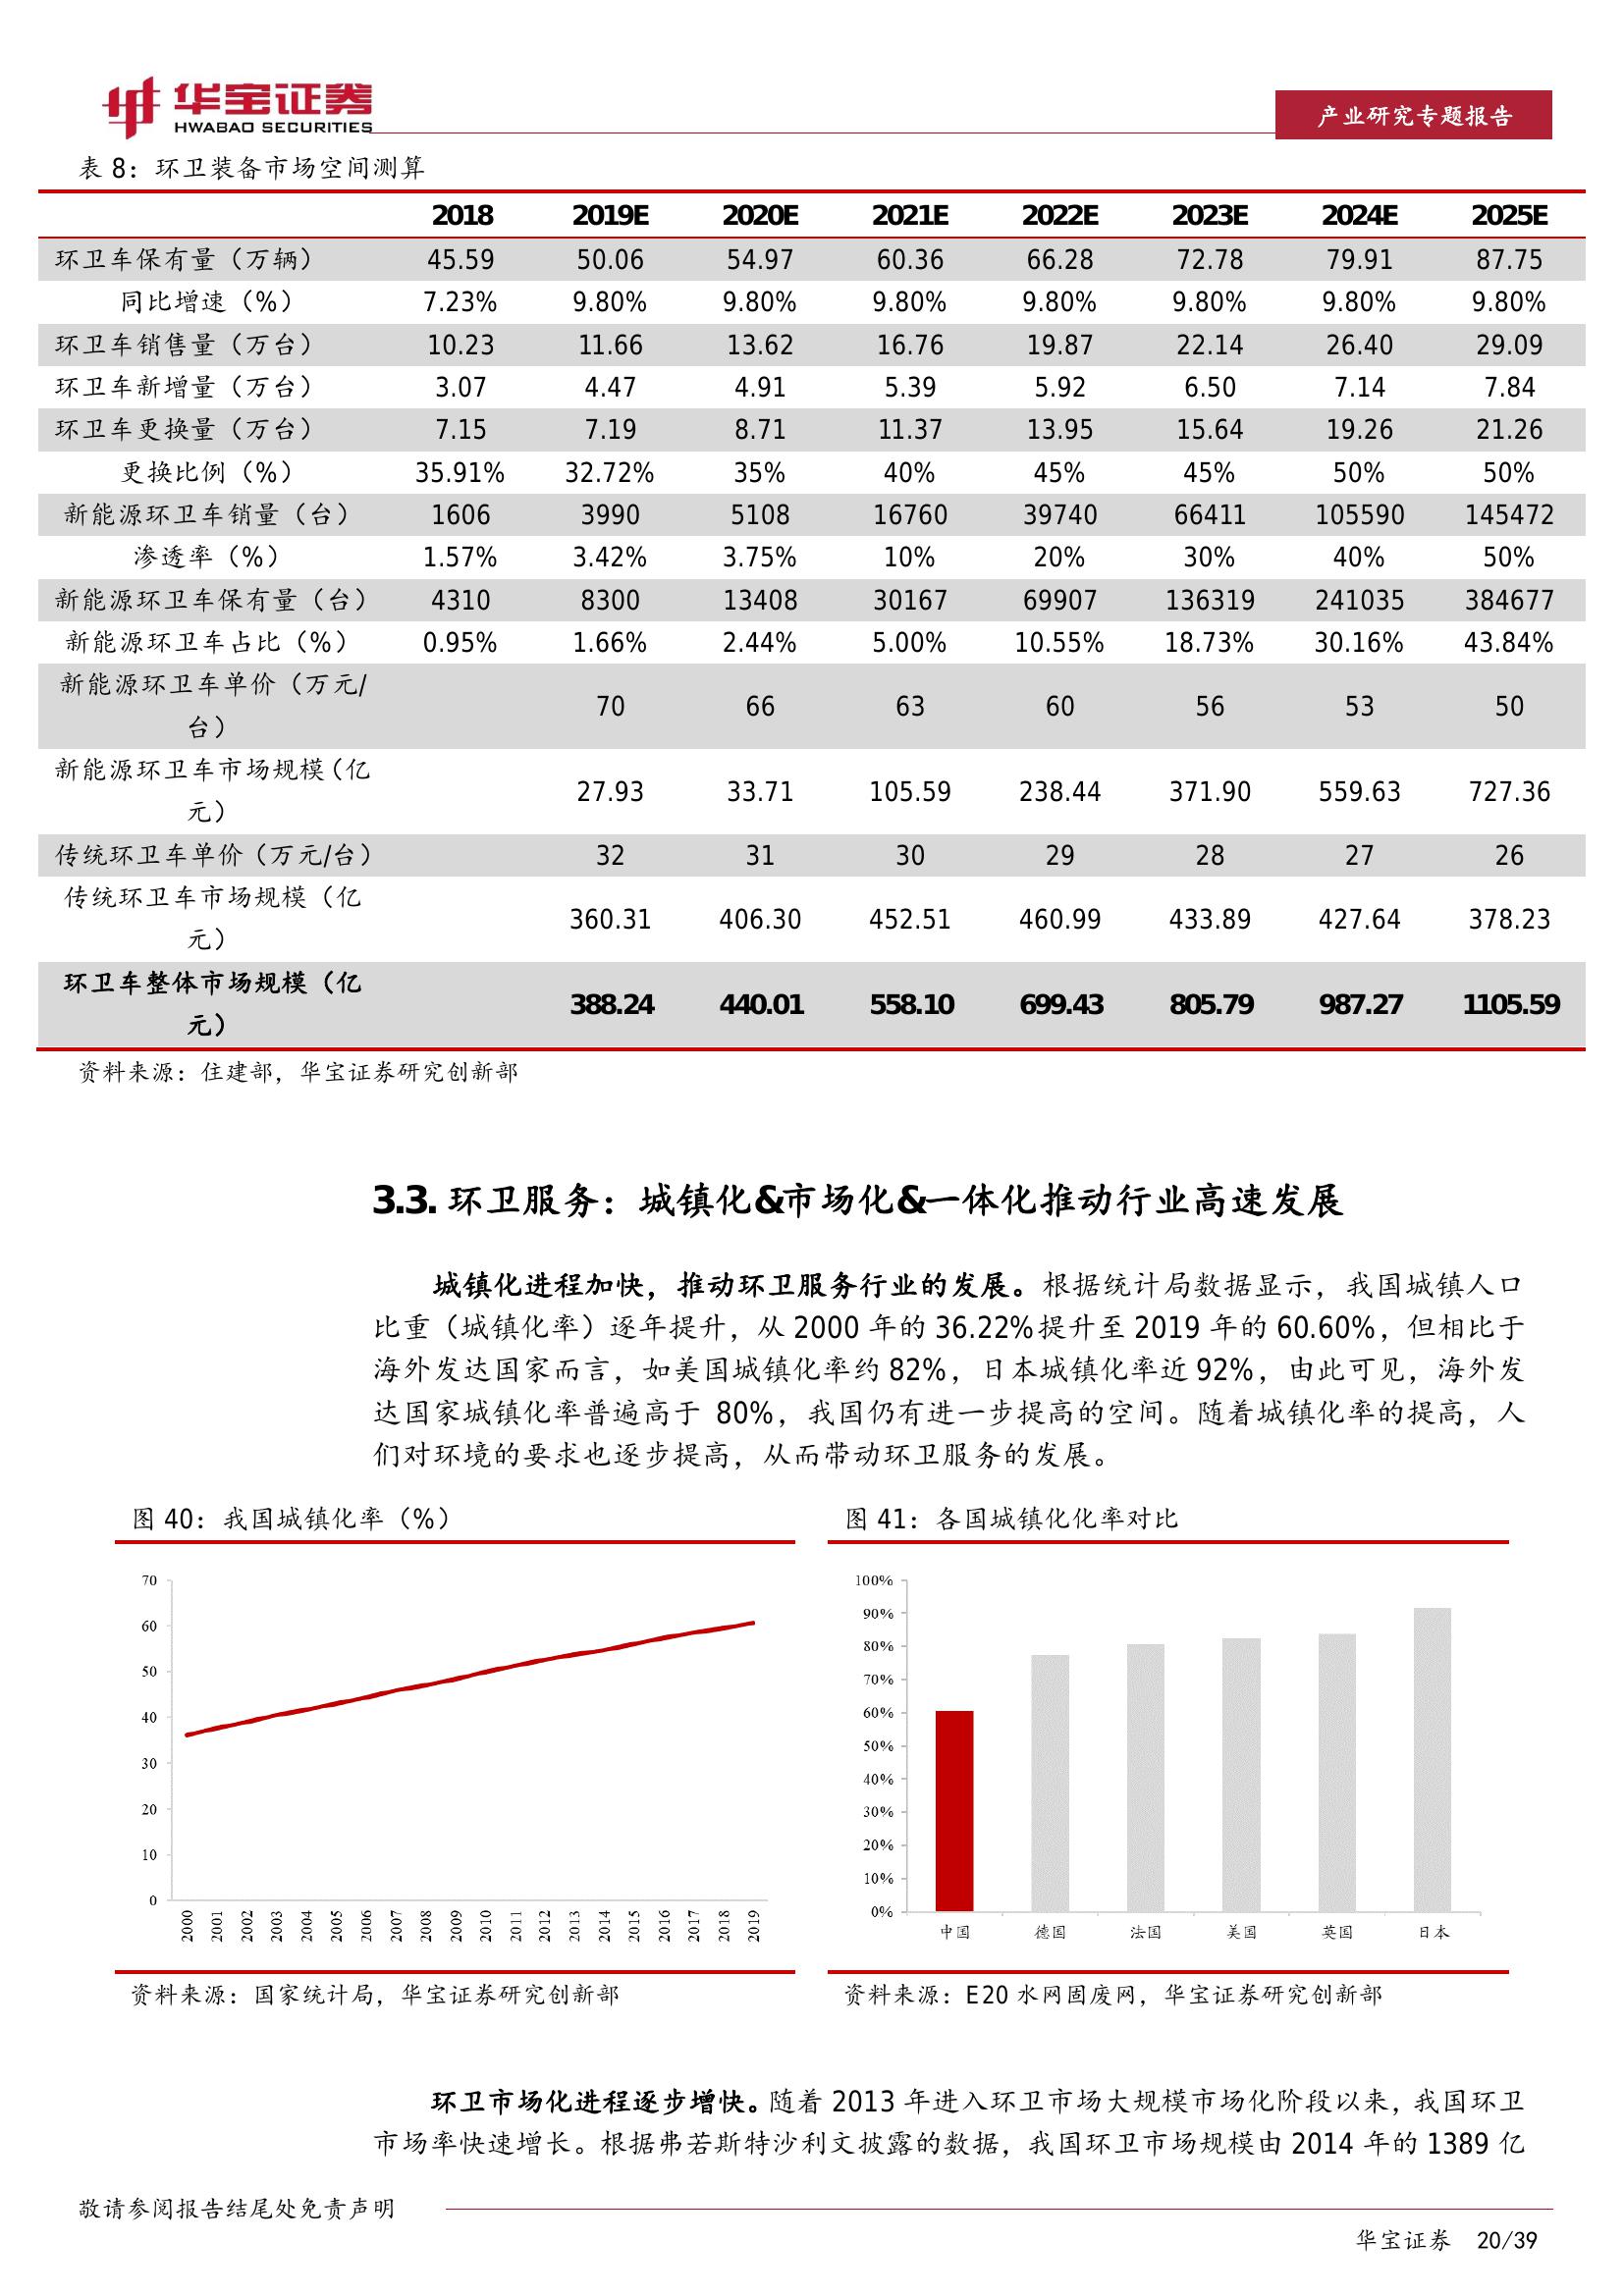 华宝证券
HWABAO SECURITIES
产业研究专题报告
表 8：环卫装备市场空间测算
2018 2019E 2020E 2021E 2022E 2023E 2024E 2025E
环卫车保有量（万辆） 45.59 50.06 54.97 60.36 66.28 72.78 79.91 87.75
同比增速（%） 7.23% 9.80% 9.80% 9.80% 9.80% 9.80% 9.80% 9.80%
环卫车销售量（万台） 10.23 11.66 13.62 16.76 19.87 22.14 26.40 29.09
环卫车新增量（万台） 3.07 4.47 4.91 5.39 5.92 6.50 7.14 7.84
环卫车更换量（万台） 7.15 7.19 8.71 11.37 13.95 15.64 19.26 21.26
更换比例（%） 35.91% 32.72% 35% 40% 45% 45% 50% 50%
新能源环卫车销量（台） 1606 3990 5108 16760 39740 66411 105590 145472
渗透率（%） 1.57% 3.42% 3.75% 10% 20% 30% 40% 50%
新能源环卫车保有量（台） 4310 8300 13408 30167 69907 136319 241035 384677
新能源环卫车占比（%） 0.95% 1.66% 2.44% 5.00% 10.55% 18.73% 30.16% 43.84%
新能源环卫车单价（万元/
台） 70 66 63 60 56 53 50
新能源环卫车市场规模（亿
元） 27.93 33.71 105.59 238.44 371.90 559.63 727.36
传统环卫车单价（万元/台） 32 31 30 29 28 27 26
传统环卫车市场规模（亿
元） 360.31 406.30 452.51 460.99 433.89 427.64 378.23
环卫车整体市场规模（亿
元） 388.24 440.01 558.10 699.43 805.79 987.27 1105.59
资料来源：住建部，华宝证券研究创新部
3.3. 环卫服务：城镇化&市场化&一体化推动行业高速发展
城镇化进程加快，推动环卫服务行业的发展。根据统计局数据显示，我国城镇人口
比重（城镇化率）逐年提升，从 2000 年的 36.22%提升至 2019 年的 60.60%，但相比于
海外发达国家而言，如美国城镇化率约 82%，日本城镇化率近 92%，由此可见，海外发
达国家城镇化率普遍高于 80%，我国仍有进一步提高的空间。随着城镇化率的提高，人
们对环境的要求也逐步提高，从而带动环卫服务的发展。
图 40：我国城镇化率（%）
70
60
50
40
30
20
10
0
2000 2001 2002 2003 2004 2005 2006 2007 2008 2009 2010 2011 2012 2013 2014 2015 2016 2017 2018 2019
资料来源：国家统计局，华宝证券研究创新部
图 41：各国城镇化化率对比
100%
90%
80%
70%
60%
50%
40%
30%
20%
10%
0%
中国 德国 法国 美国 英国 日本
资料来源：E20 水网固废网，华宝证券研究创新部
环卫市场化进程逐步增快。随着 2013 年进入环卫市场大规模市场化阶段以来，我国环卫
市场率快速增长。根据弗若斯特沙利文披露的数据，我国环卫市场规模由 2014 年的 1389 亿
敬请参阅报告结尾处免责声明
华宝证券 20/39